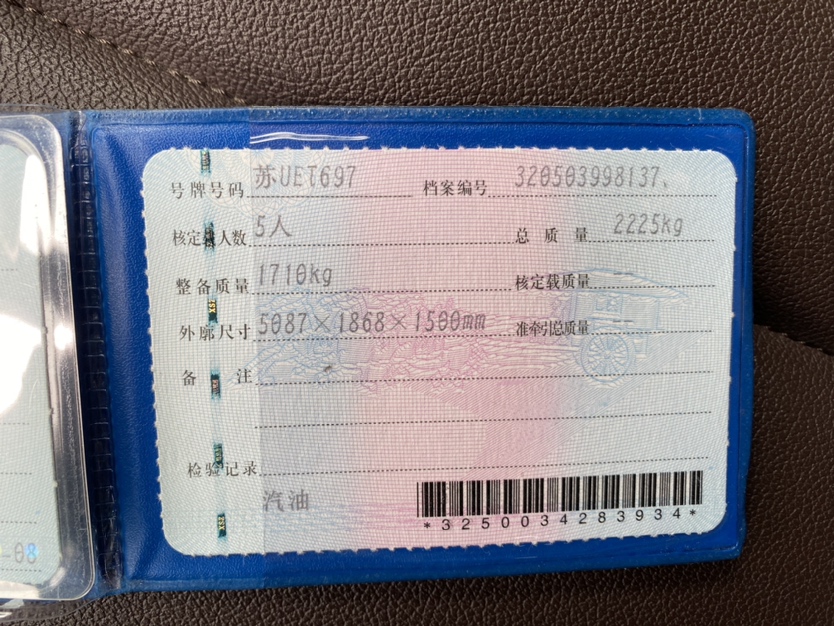 号牌号码 苏UET697 档案编号 320503998137、
核定载人数 5人 总质量 2225kg
整备质量 1710kg 核定载质量 --
外廓尺寸 5087×1868×1500mm 准牵引总质量 --
备注
检验记录
汽油
*3250034283934*
-08